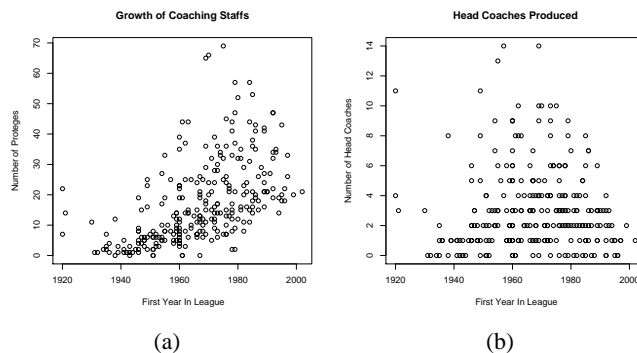 Growth of Coaching Staffs
Number of Proteges
0 10 20 30 40 50 60 70
1920 1940 1960 1980 2000
First Year In League
(a)
Head Coaches Produced
Number of Head Coaches
0 2 4 6 8 10 12 14
1920 1940 1960 1980 2000
First Year In League
(b)